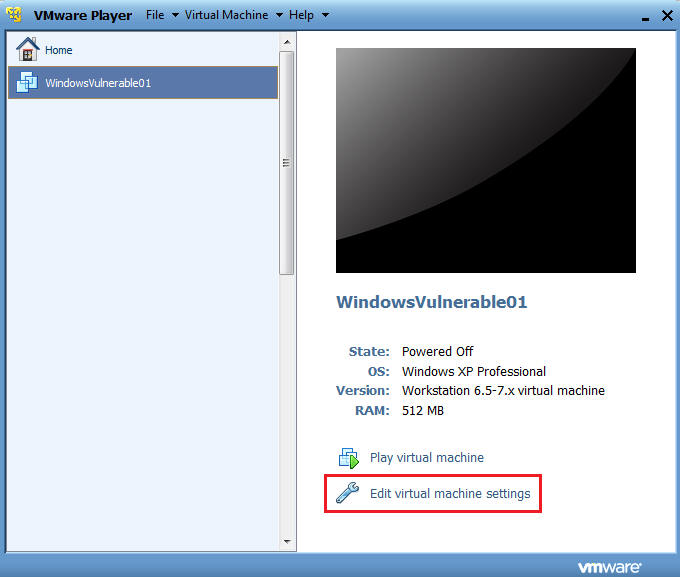 VMware Player File Virtual Machine Help
Home
WindowsVulnerable01
WindowsVulnerable01
State: Powered Off
OS: Windows XP Professional
Version: Workstation 6.5-7.x virtual machine
RAM: 512 MB
Play virtual machine
Edit virtual machine settings
vmware